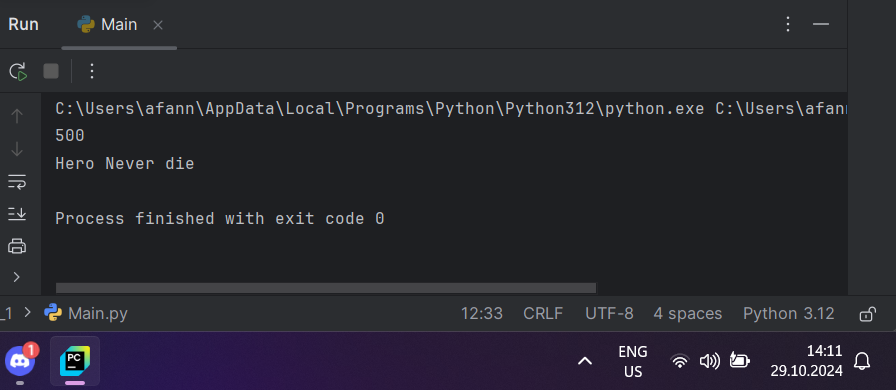 Run Main
C:\Users\afann\AppData\Local\Programs\Python\Python312\python.exe C:\Users\afann
500
Hero Never die
Process finished with exit code 0
_1 Main.py 12:33 CRLF UTF-8 4 spaces Python 3.12
1 PC ENG 14:11
US 29.10.2024